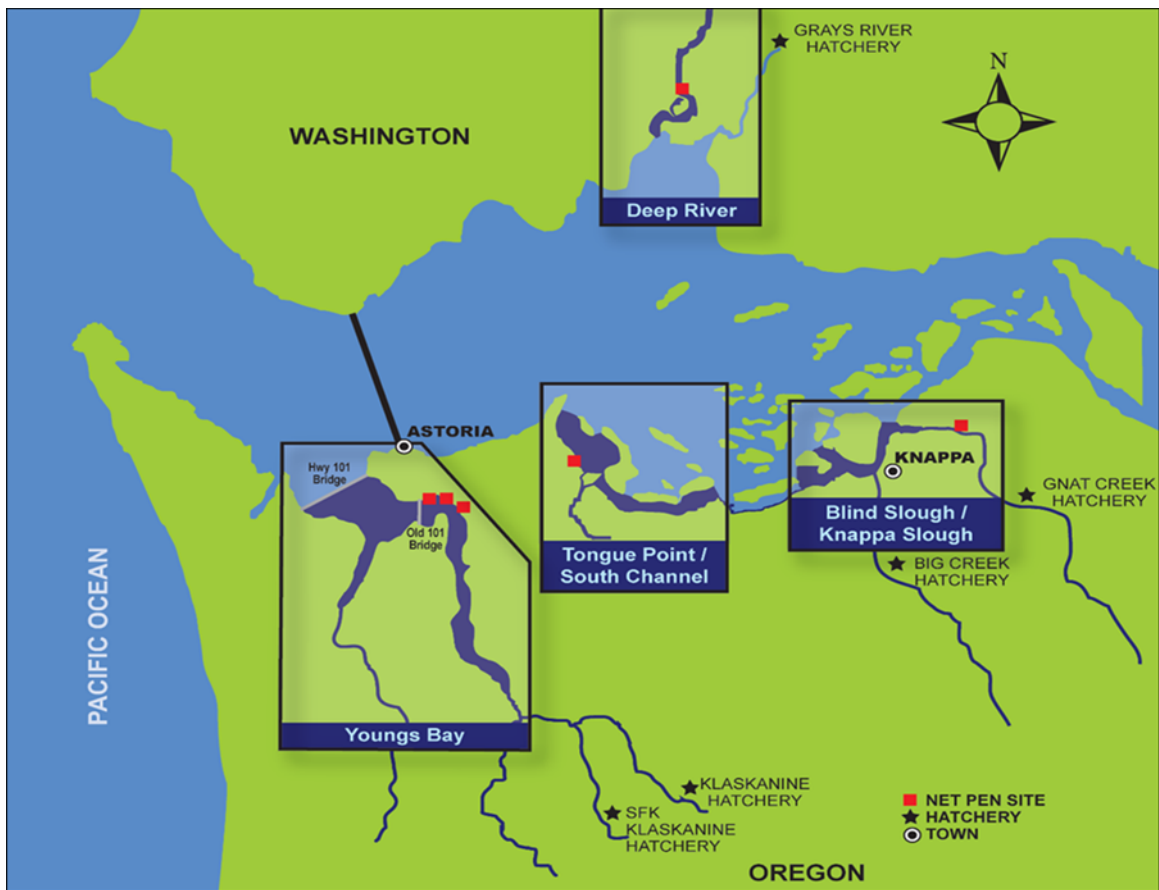 GRAYS RIVER
HATCHERY
N
WASHINGTON
Deep River
ASTORIA
Hwy 101
Bridge
Old 101
Bridge
KNAPPA
GNAT CREEK
HATCHERY
Blind Slough /
Knappa Slough
Tongue Point /
South Channel
BIG CREEK
HATCHERY
PACIFIC OCEAN
Youngs Bay
KLASKANINE
HATCHERY
SFK
KLASKANINE
HATCHERY
NET PEN SITE
HATCHERY
TOWN
OREGON